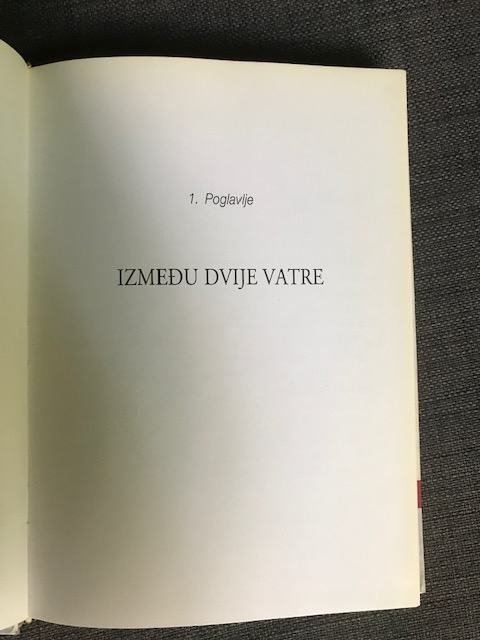 1. Poglavlje
IZMEĐU DVIJE VATRE